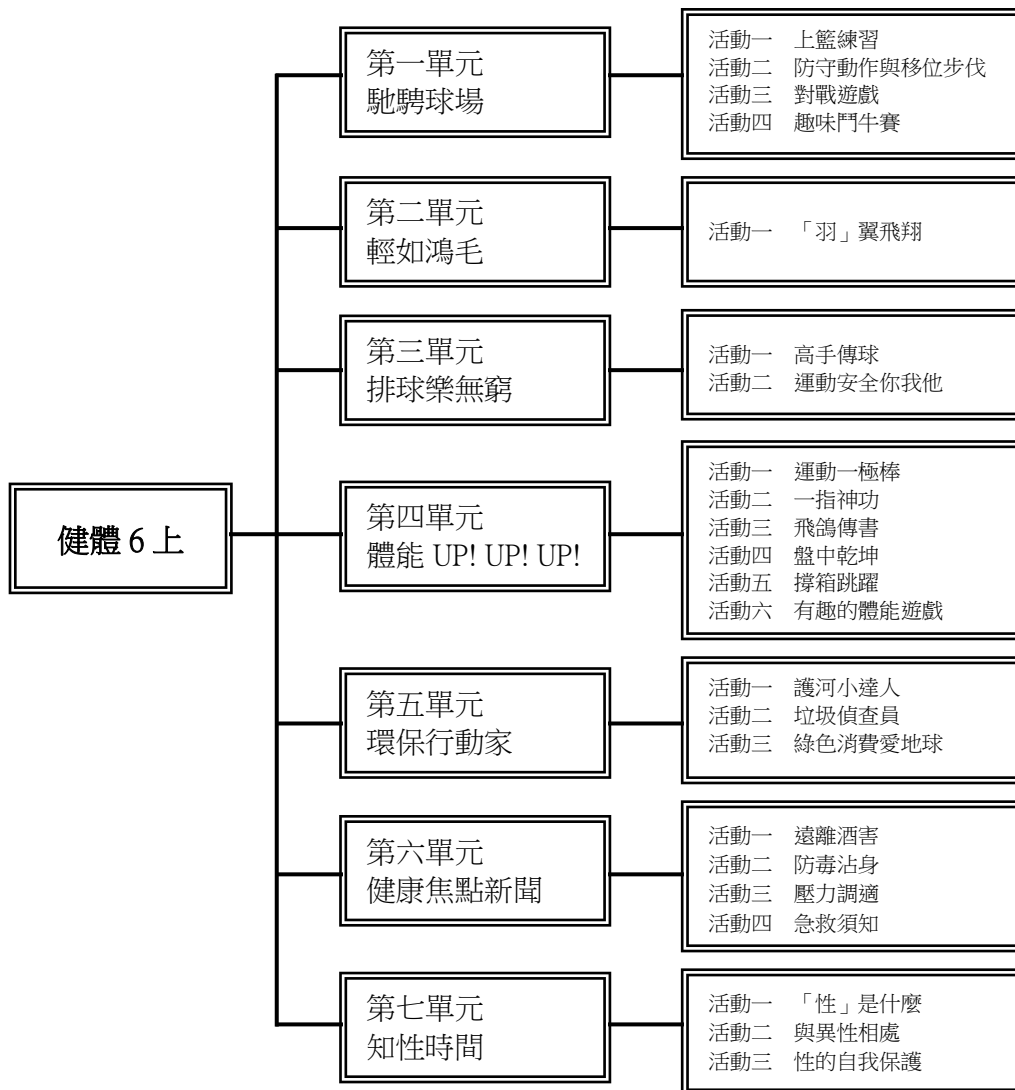 健體 6 上
第一單元
馳騁球場
活動一　上籃練習
活動二　防守動作與移位步伐
活動三　對戰遊戲
活動四　趣味鬥牛賽
第二單元
輕如鴻毛
活動一　「羽」翼飛翔
第三單元
排球樂無窮
活動一　高手傳球
活動二　運動安全你我他
第四單元
體能 UP! UP! UP!
活動一　運動一極棒
活動二　一指神功
活動三　飛鴿傳書
活動四　盤中乾坤
活動五　撐箱跳躍
活動六　有趣的體能遊戲
第五單元
環保行動家
活動一　護河小達人
活動二　垃圾偵查員
活動三　綠色消費愛地球
第六單元
健康焦點新聞
活動一　遠離酒害
活動二　防毒沾身
活動三　壓力調適
活動四　急救須知
第七單元
知性時間
活動一　「性」是什麼
活動二　與異性相處
活動三　性的自我保護